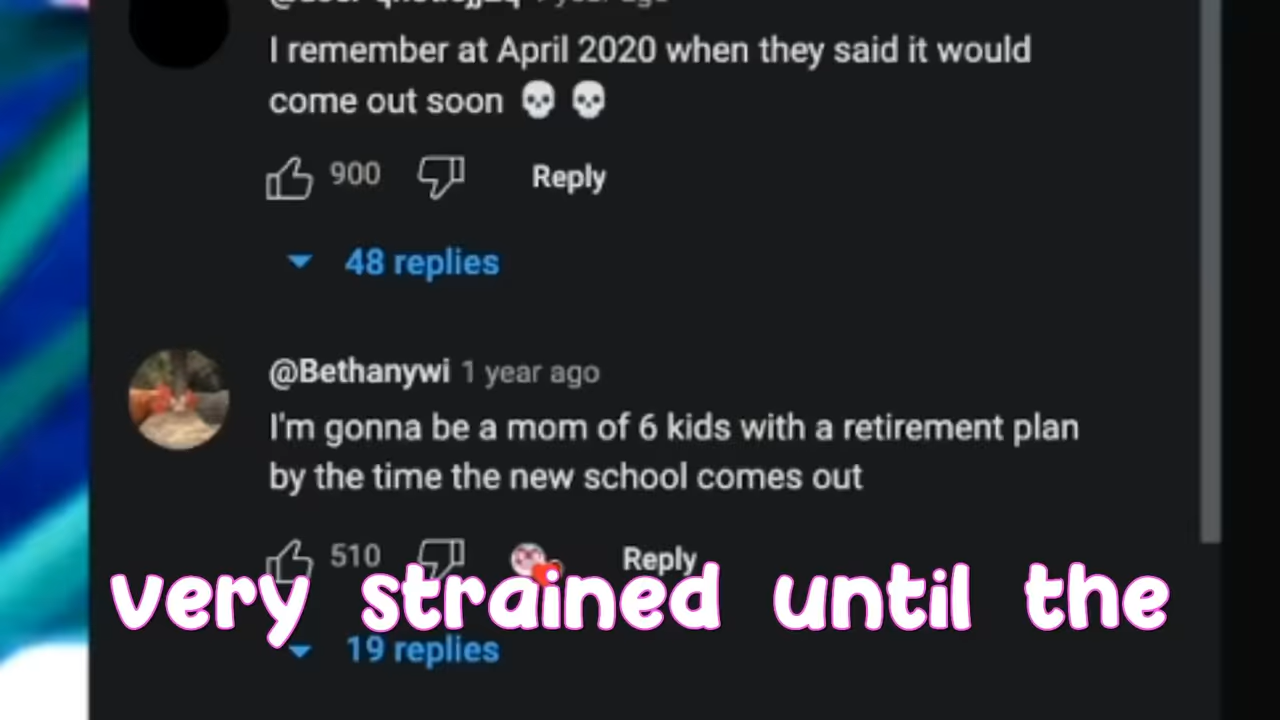 I remember at April 2020 when they said it would
come out soon 💀 💀
900 Reply
48 replies
@Bethanywi 1 year ago
I'm gonna be a mom of 6 kids with a retirement plan
by the time the new school comes out
510 Reply
very strained until the
19 replies